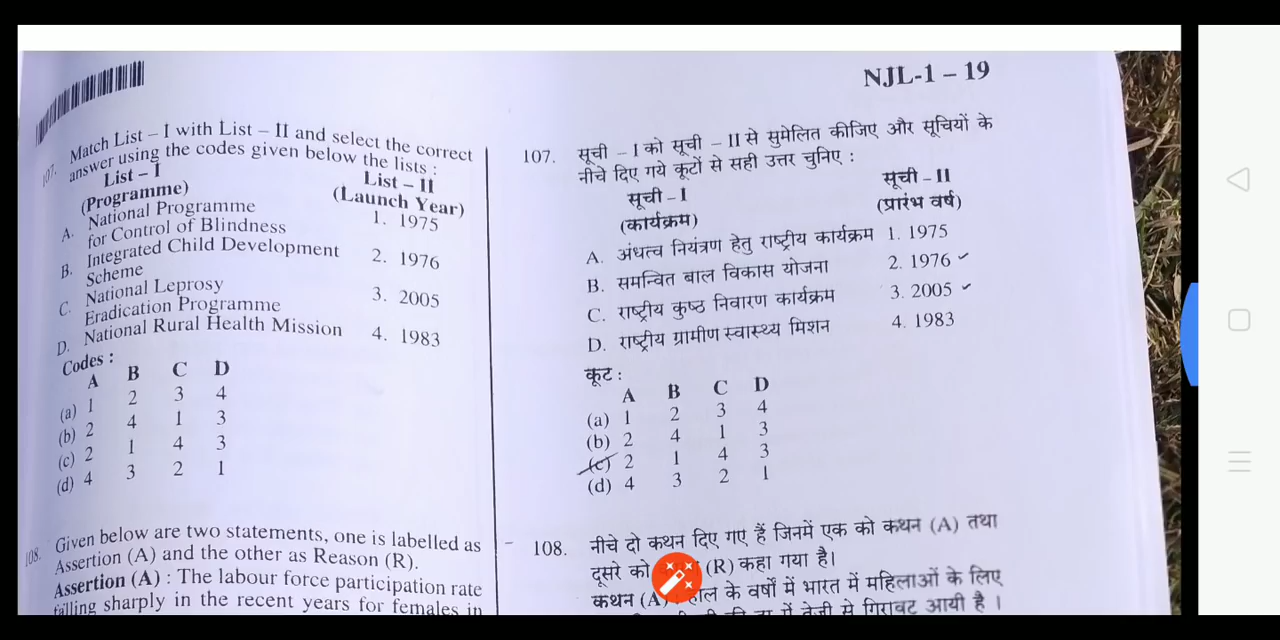 NJL-1 – 19
107. Match List – I with List – II and select the correct
answer using the codes given below the lists :
List – I List – II
(Programme) (Launch Year)
A. National Programme 1. 1975
for Control of Blindness
B. Integrated Child Development 2. 1976
Scheme
C. National Leprosy 3. 2005
Eradication Programme
D. National Rural Health Mission 4. 1983
Codes :
A B C D
(a) 1 2 3 4
(b) 2 4 1 3
(c) 2 1 4 3
(d) 4 3 2 1
108. Given below are two statements, one is labelled as
Assertion (A) and the other as Reason (R).
Assertion (A) : The labour force participation rate
falling sharply in the recent years for females in
107. सूची – I को सूची – II से सुमेलित कीजिए और सूचियों के
नीचे दिए गये कूटों से सही उत्तर चुनिए :
सूची – I सूची – II
(कार्यक्रम) (प्रारंभ वर्ष)
A. अंधत्व नियंत्रण हेतु राष्ट्रीय कार्यक्रम 1. 1975
B. समन्वित बाल विकास योजना 2. 1976
C. राष्ट्रीय कुष्ठ निवारण कार्यक्रम 3. 2005
D. राष्ट्रीय ग्रामीण स्वास्थ्य मिशन 4. 1983
कूट :
A B C D
(a) 1 2 3 4
(b) 2 4 1 3
(c) 2 1 4 3
(d) 4 3 2 1
108. नीचे दो कथन दिए गए हैं जिनमें एक को कथन (A) तथा
दूसरे को (R) कहा गया है।
कथन (A) हाल के वर्षों में भारत में महिलाओं के लिए
में तेजी से गिरावट आयी है ।